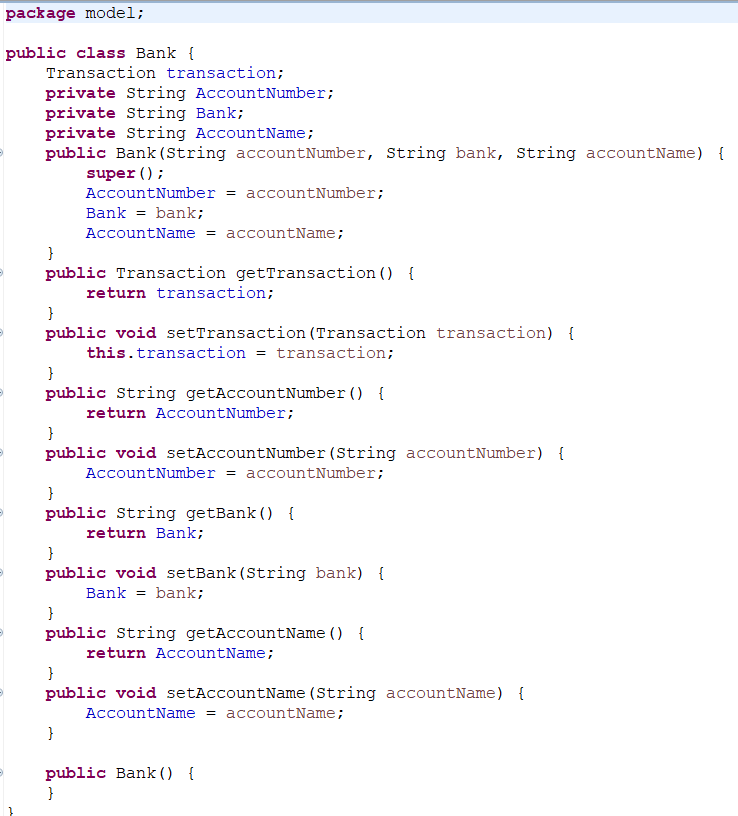 package model;

public class Bank {
    Transaction transaction;
    private String AccountNumber;
    private String Bank;
    private String AccountName;
    public Bank(String accountNumber, String bank, String accountName) {
        super();
        AccountNumber = accountNumber;
        Bank = bank;
        AccountName = accountName;
    }
    public Transaction getTransaction() {
        return transaction;
    }
    public void setTransaction(Transaction transaction) {
        this.transaction = transaction;
    }
    public String getAccountNumber() {
        return AccountNumber;
    }
    public void setAccountNumber(String accountNumber) {
        AccountNumber = accountNumber;
    }
    public String getBank() {
        return Bank;
    }
    public void setBank(String bank) {
        Bank = bank;
    }
    public String getAccountName() {
        return AccountName;
    }
    public void setAccountName(String accountName) {
        AccountName = accountName;
    }

    public Bank() {
    }
}